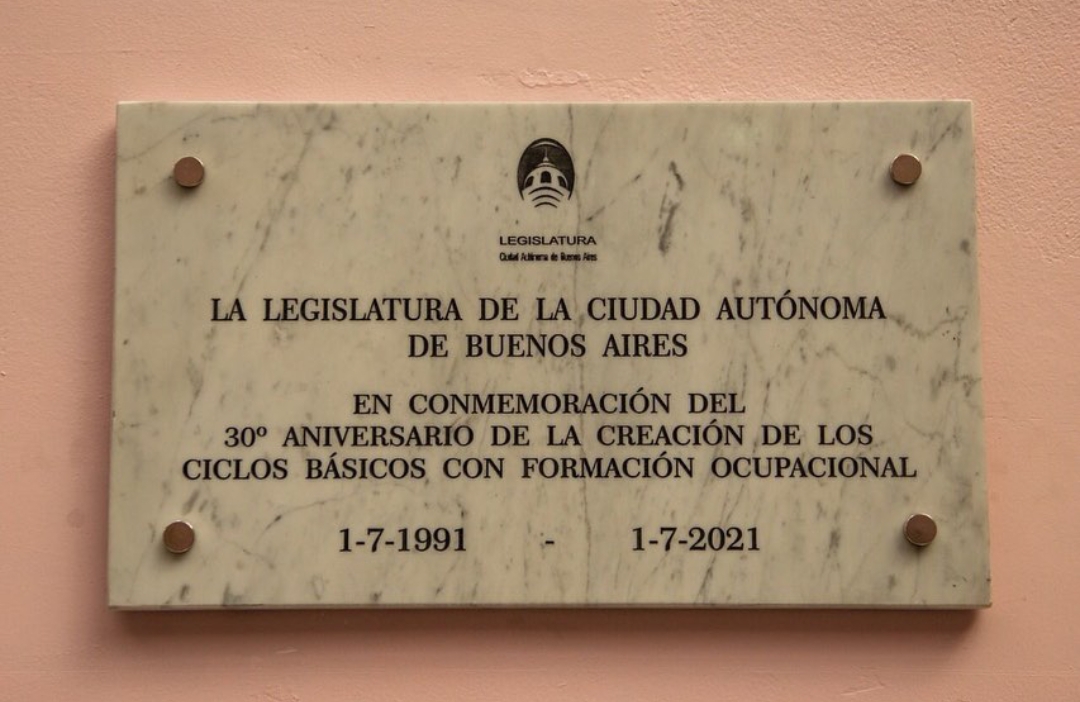 LEGISLATURA
Ciudad Autónoma de Buenos Aires
LA LEGISLATURA DE LA CIUDAD AUTÓNOMA
DE BUENOS AIRES
EN CONMEMORACIÓN DEL
30º ANIVERSARIO DE LA CREACIÓN DE LOS
CICLOS BÁSICOS CON FORMACIÓN OCUPACIONAL
1-7-1991 - 1-7-2021